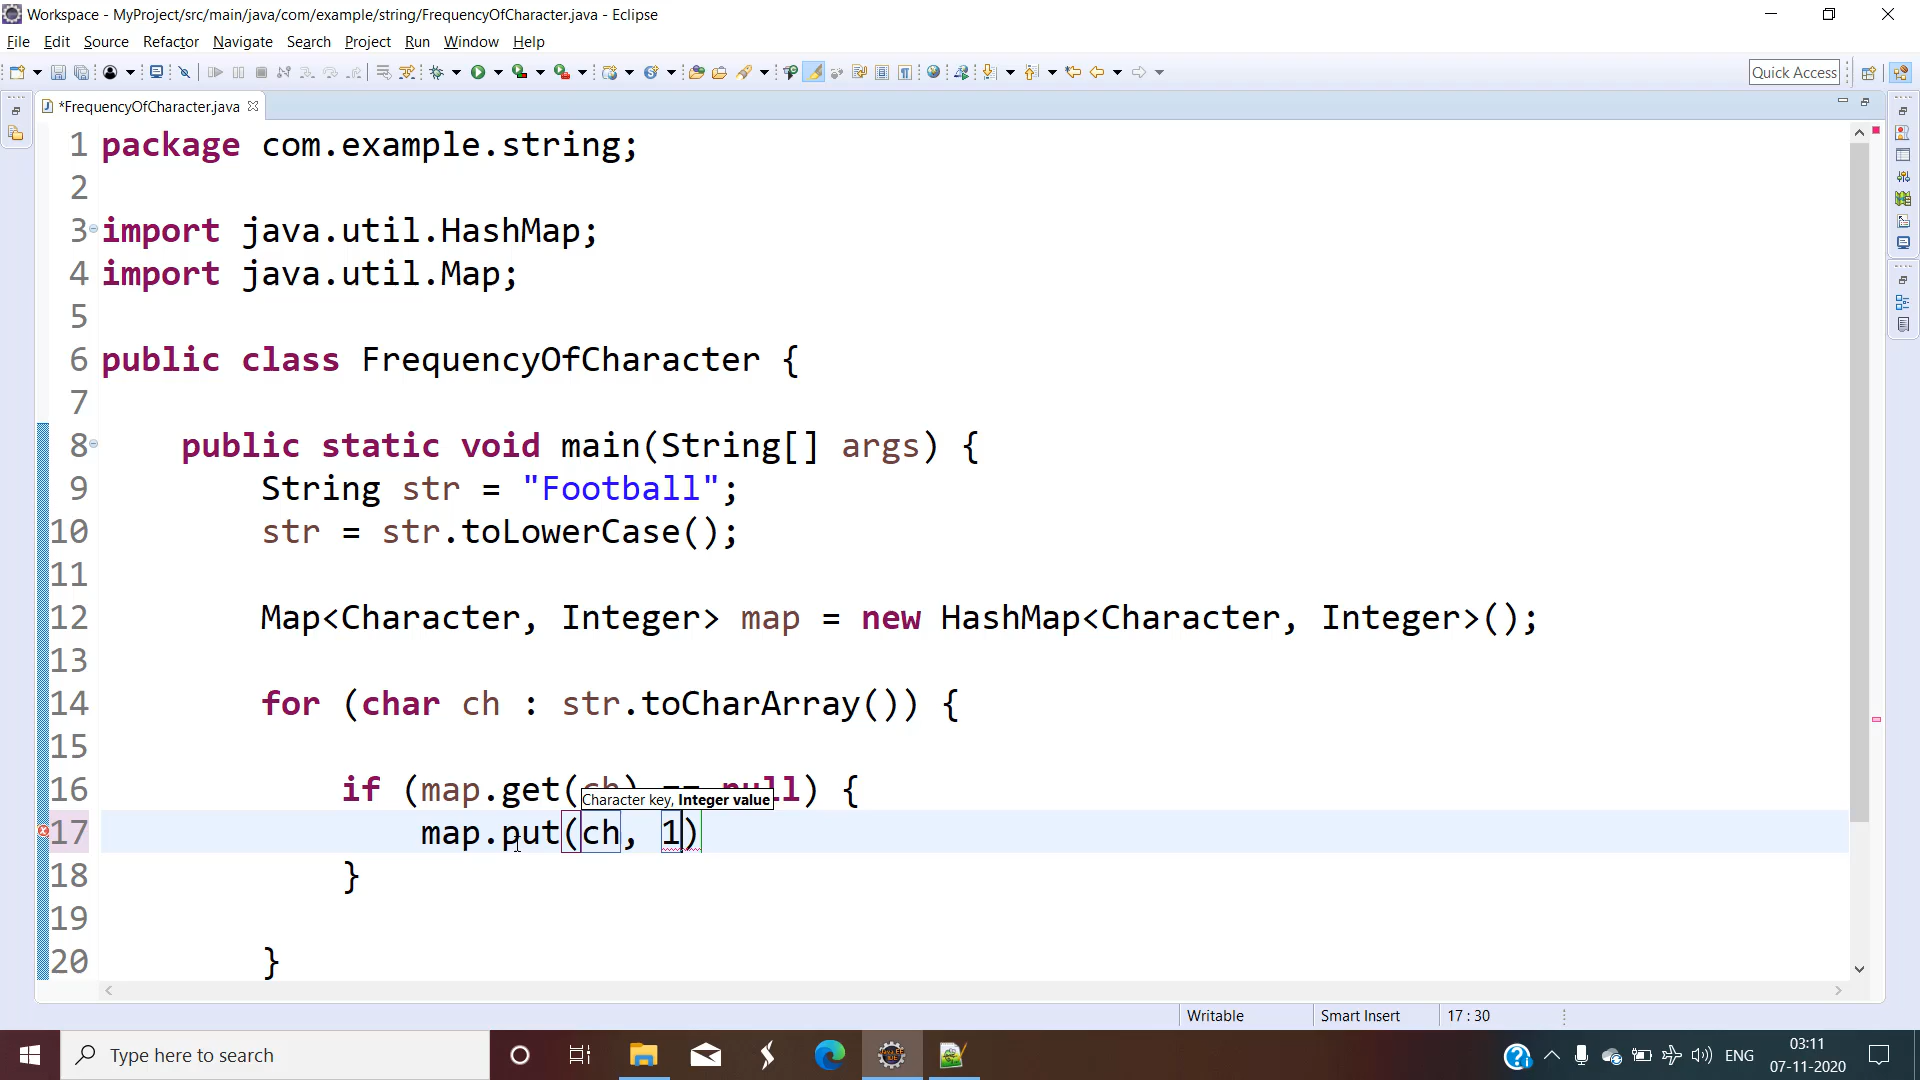 Workspace - MyProject/src/main/java/com/example/string/FrequencyOfCharacter.java - Eclipse
File Edit Source Refactor Navigate Search Project Run Window Help
Quick Access
*FrequencyOfCharacter.java
1 package com.example.string;
2
3 import java.util.HashMap;
4 import java.util.Map;
5
6 public class FrequencyOfCharacter {
7
8 public static void main(String[] args) {
9 String str = "Football";
10 str = str.toLowerCase();
11
12 Map<Character, Integer> map = new HashMap<Character, Integer>();
13
14 for (char ch : str.toCharArray()) {
15
16 if (map.get(ch) == null) {
Character key, Integer value
17 map.put(ch, 1)
18 }
19
20 }
Writable Smart Insert 17 : 30
Type here to search
ENG
03:11
07-11-2020